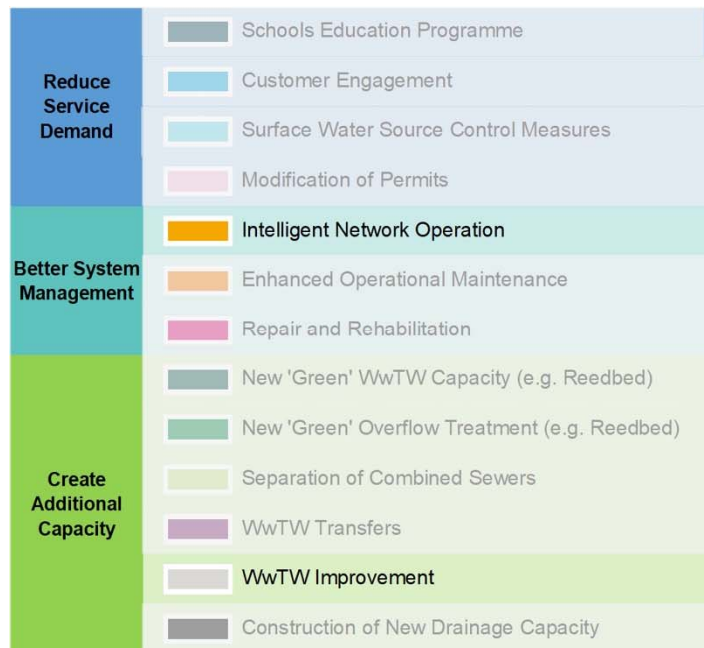 Reduce
Service
Demand
Schools Education Programme
Customer Engagement
Surface Water Source Control Measures
Modification of Permits
Better System
Management
Intelligent Network Operation
Enhanced Operational Maintenance
Repair and Rehabilitation
Create
Additional
Capacity
New 'Green' WwTW Capacity (e.g. Reedbed)
New 'Green' Overflow Treatment (e.g. Reedbed)
Separation of Combined Sewers
WwTW Transfers
WwTW Improvement
Construction of New Drainage Capacity